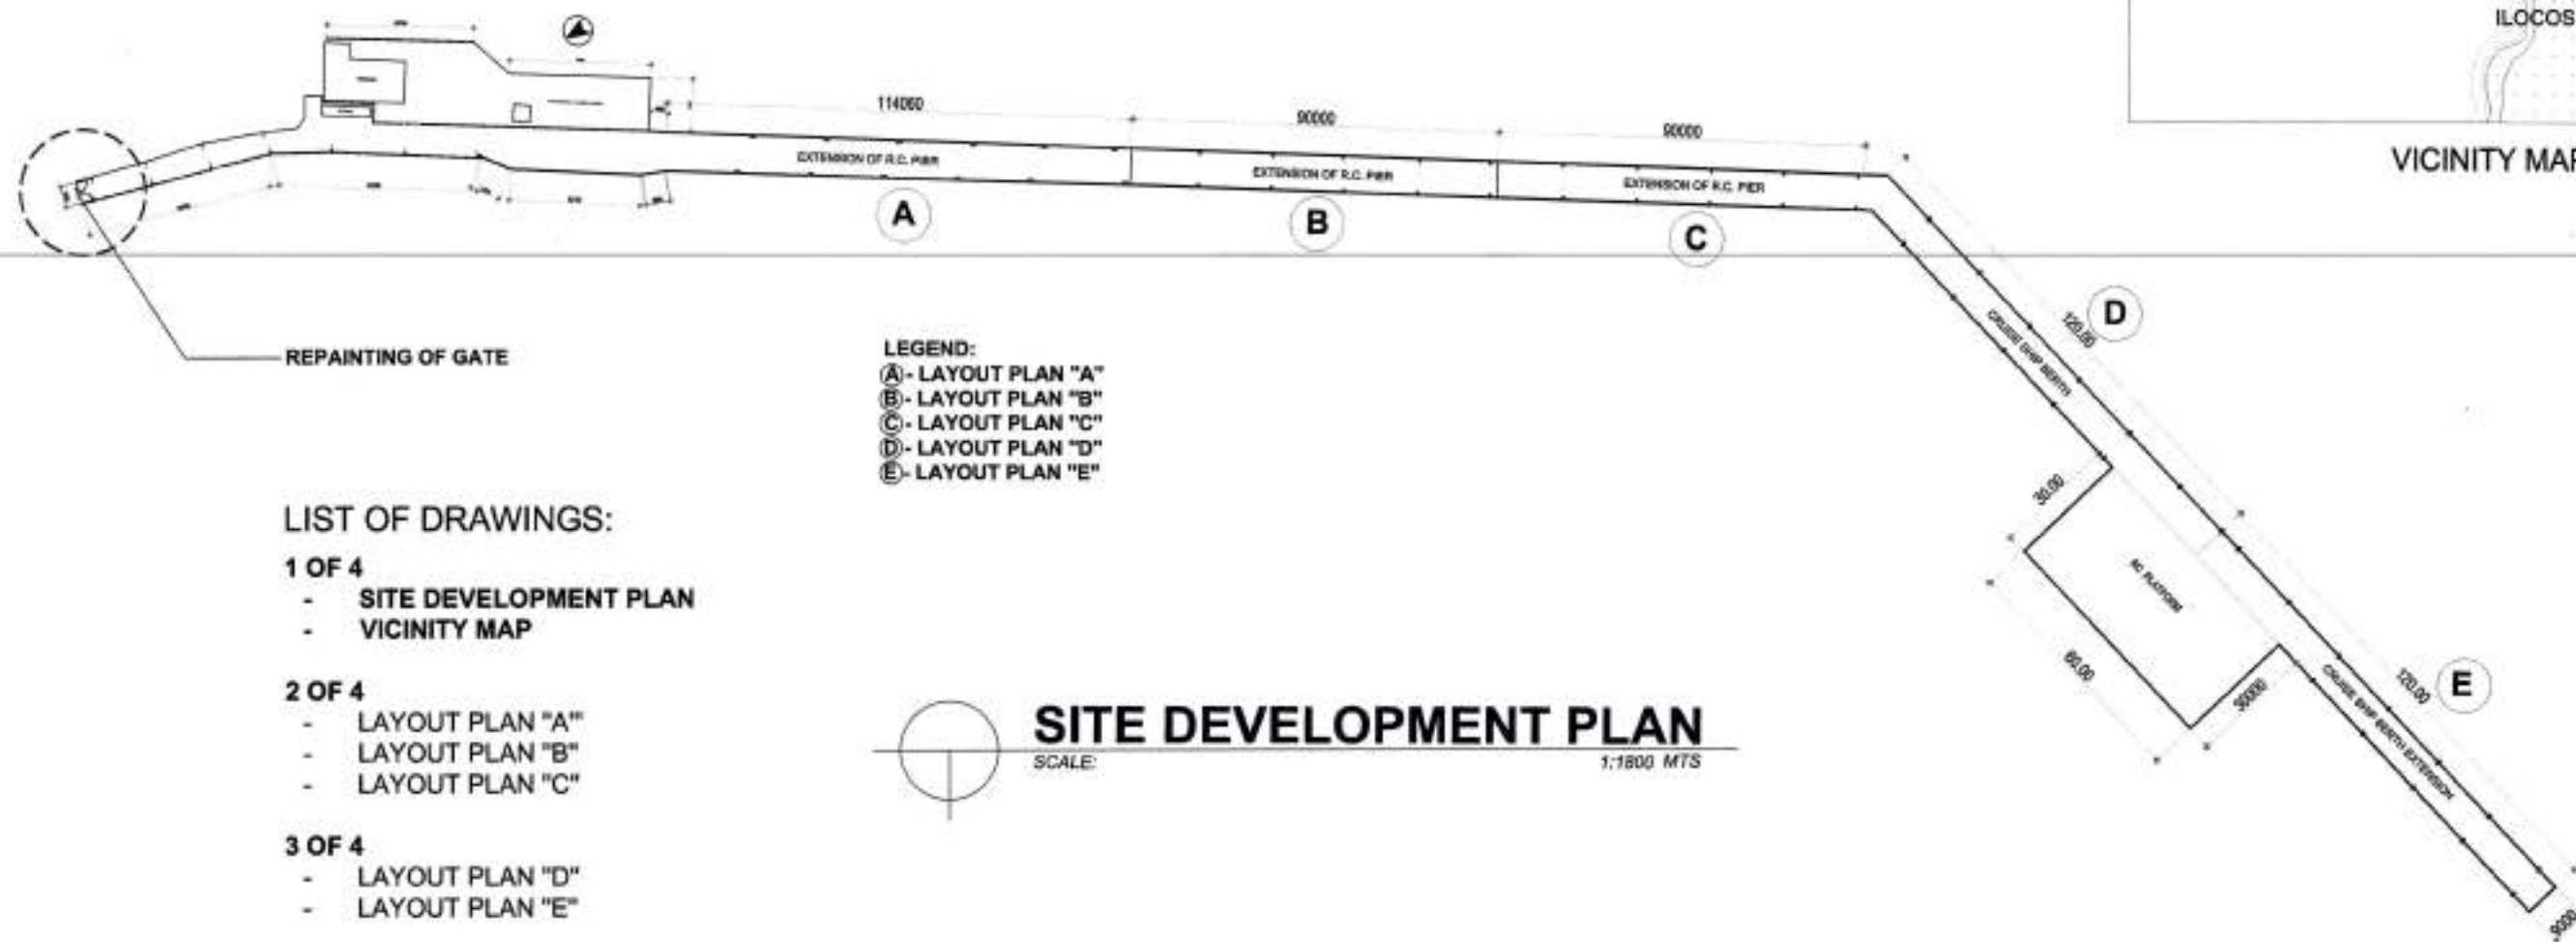 ILOCOS
VICINITY MAP
114060
90000
90000
EXTENSION OF R.C. PIER
EXTENSION OF R.C. PIER
EXTENSION OF R.C. PIER
A
B
C
D
120.00
CRUISE SHIP BERTH
REPAINTING OF GATE
LEGEND:
A - LAYOUT PLAN "A"
B - LAYOUT PLAN "B"
C - LAYOUT PLAN "C"
D - LAYOUT PLAN "D"
E - LAYOUT PLAN "E"
30.00
RC PLATFORM
60.00
30000
120.00
E
CRUISE SHIP BERTH EXTENSION
9000
LIST OF DRAWINGS:
1 OF 4
- SITE DEVELOPMENT PLAN
- VICINITY MAP
2 OF 4
- LAYOUT PLAN "A"
- LAYOUT PLAN "B"
- LAYOUT PLAN "C"
3 OF 4
- LAYOUT PLAN "D"
- LAYOUT PLAN "E"
SITE DEVELOPMENT PLAN
SCALE: 1:1800 MTS